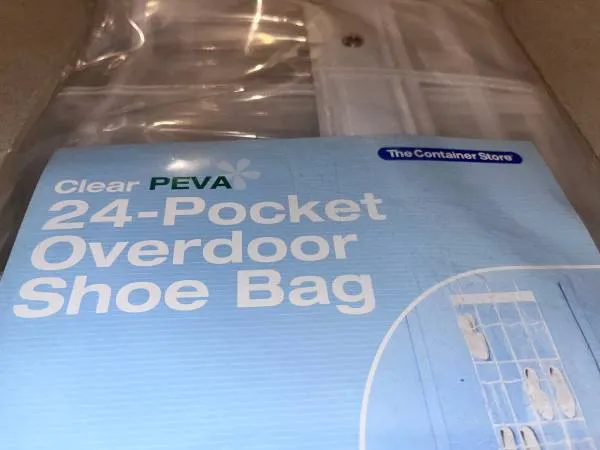 The Container Store
Clear PEVA
24-Pocket
Overdoor
Shoe Bag